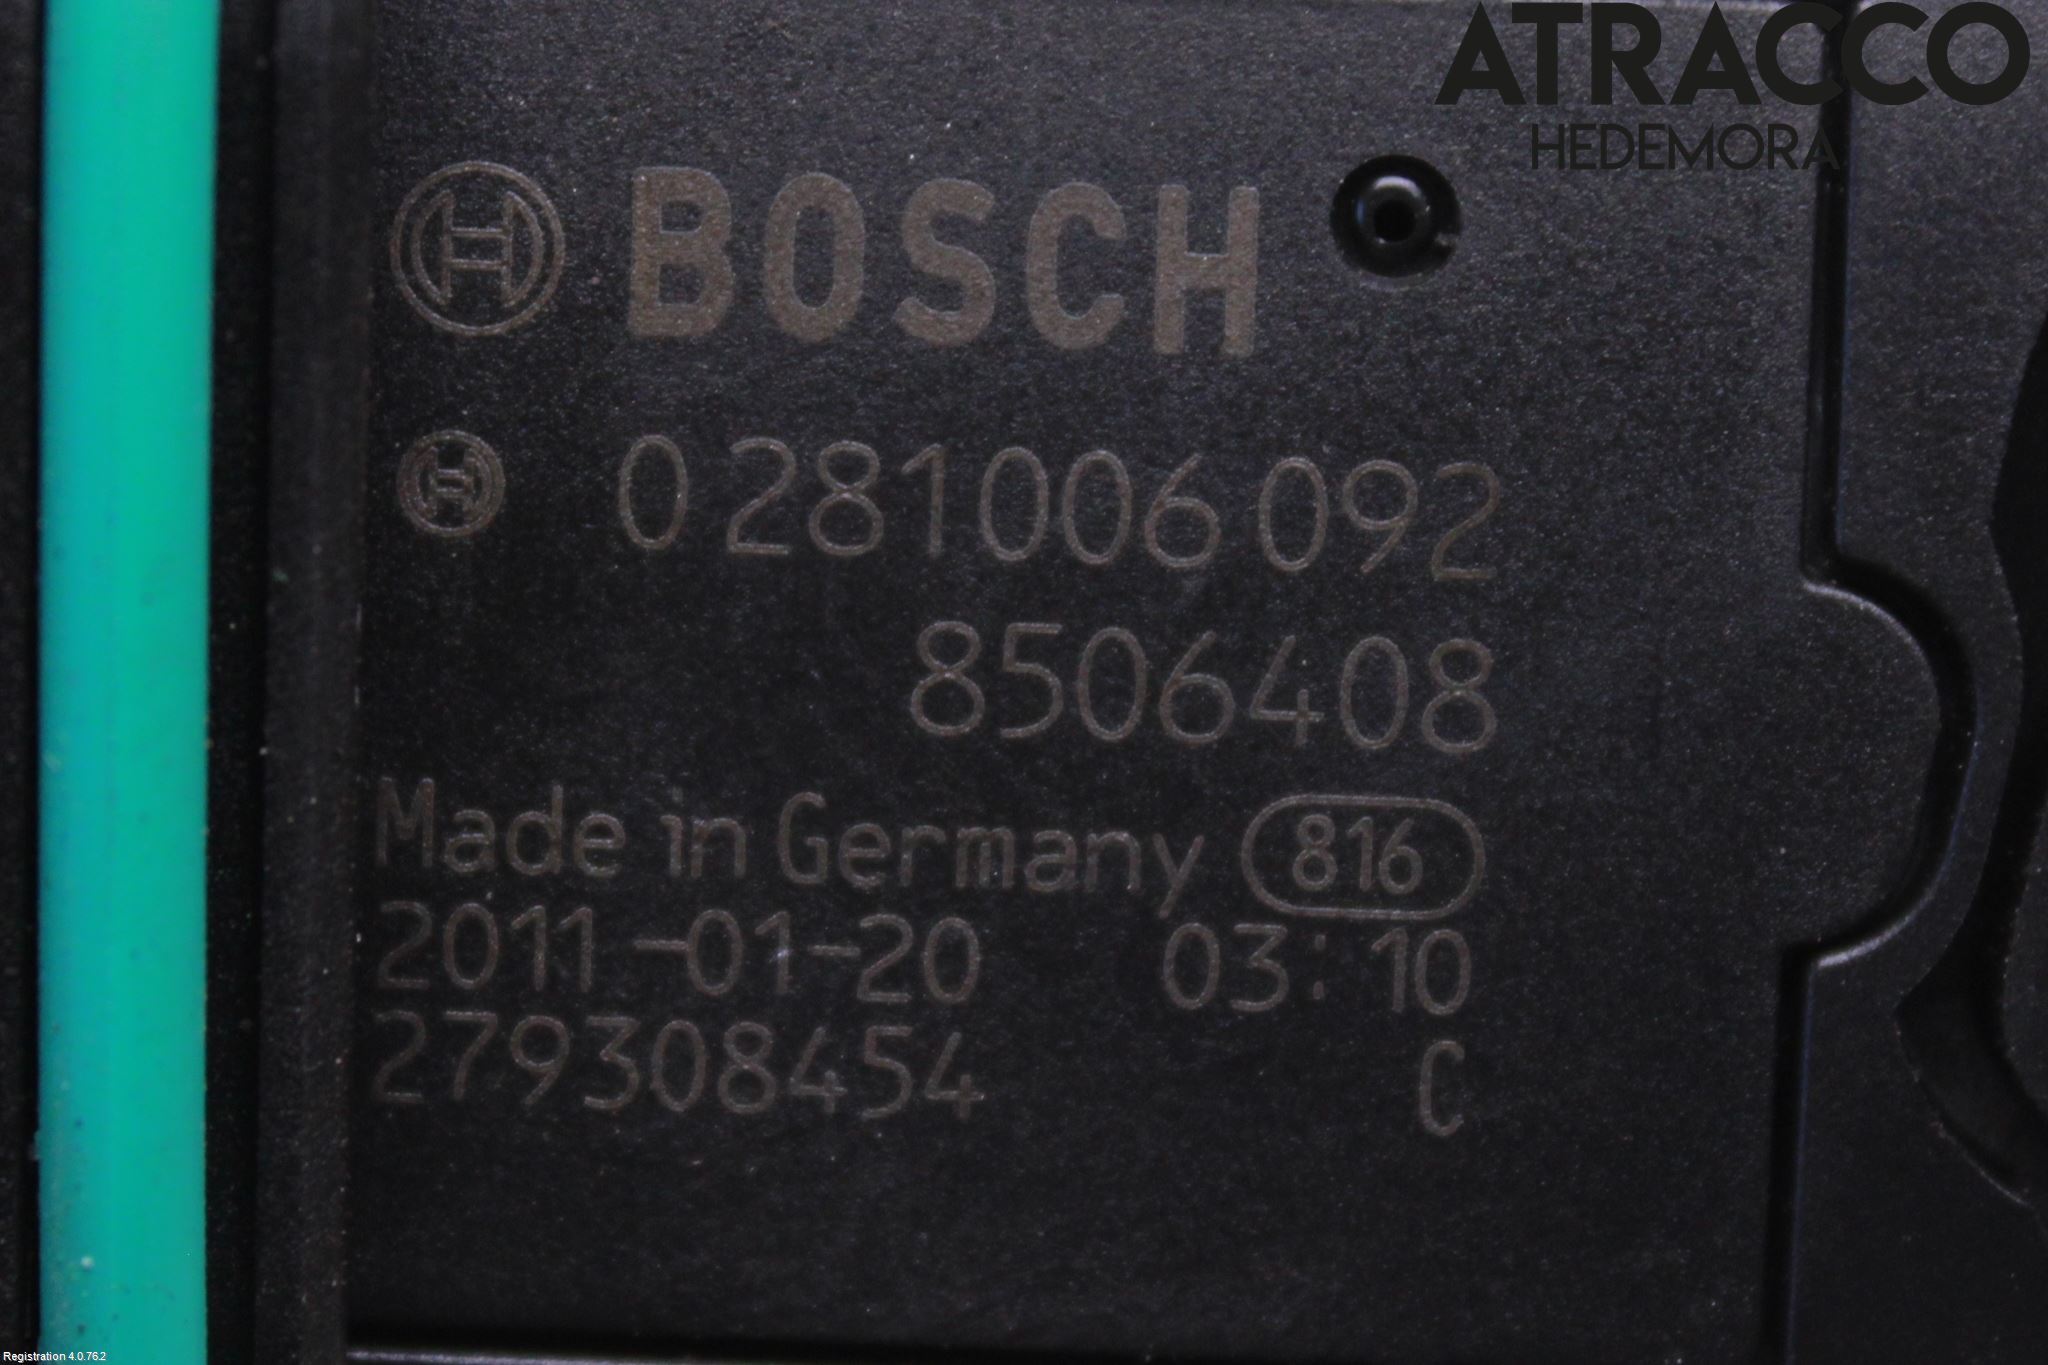 ATRACCO
HEDEMORA
BOSCH
0 281 006 092
8506408
Made in Germany 816
2011-01-20 03:10
279308454 C
Registration 4.0.76.2